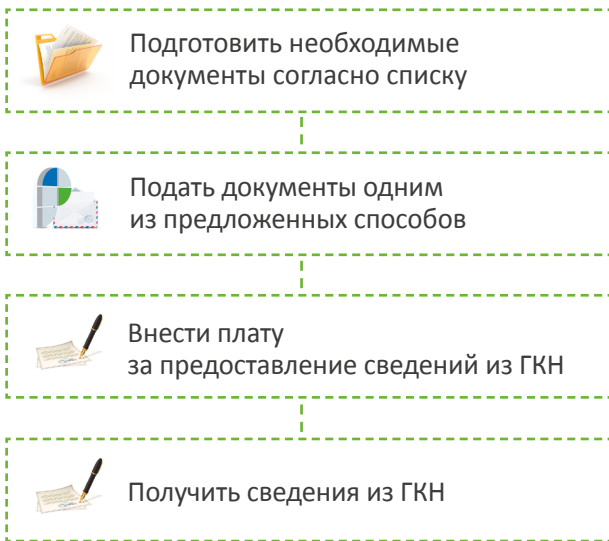 Подготовить необходимые
документы согласно списку
Подать документы одним
из предложенных способов
Внести плату
за предоставление сведений из ГКН
Получить сведения из ГКН